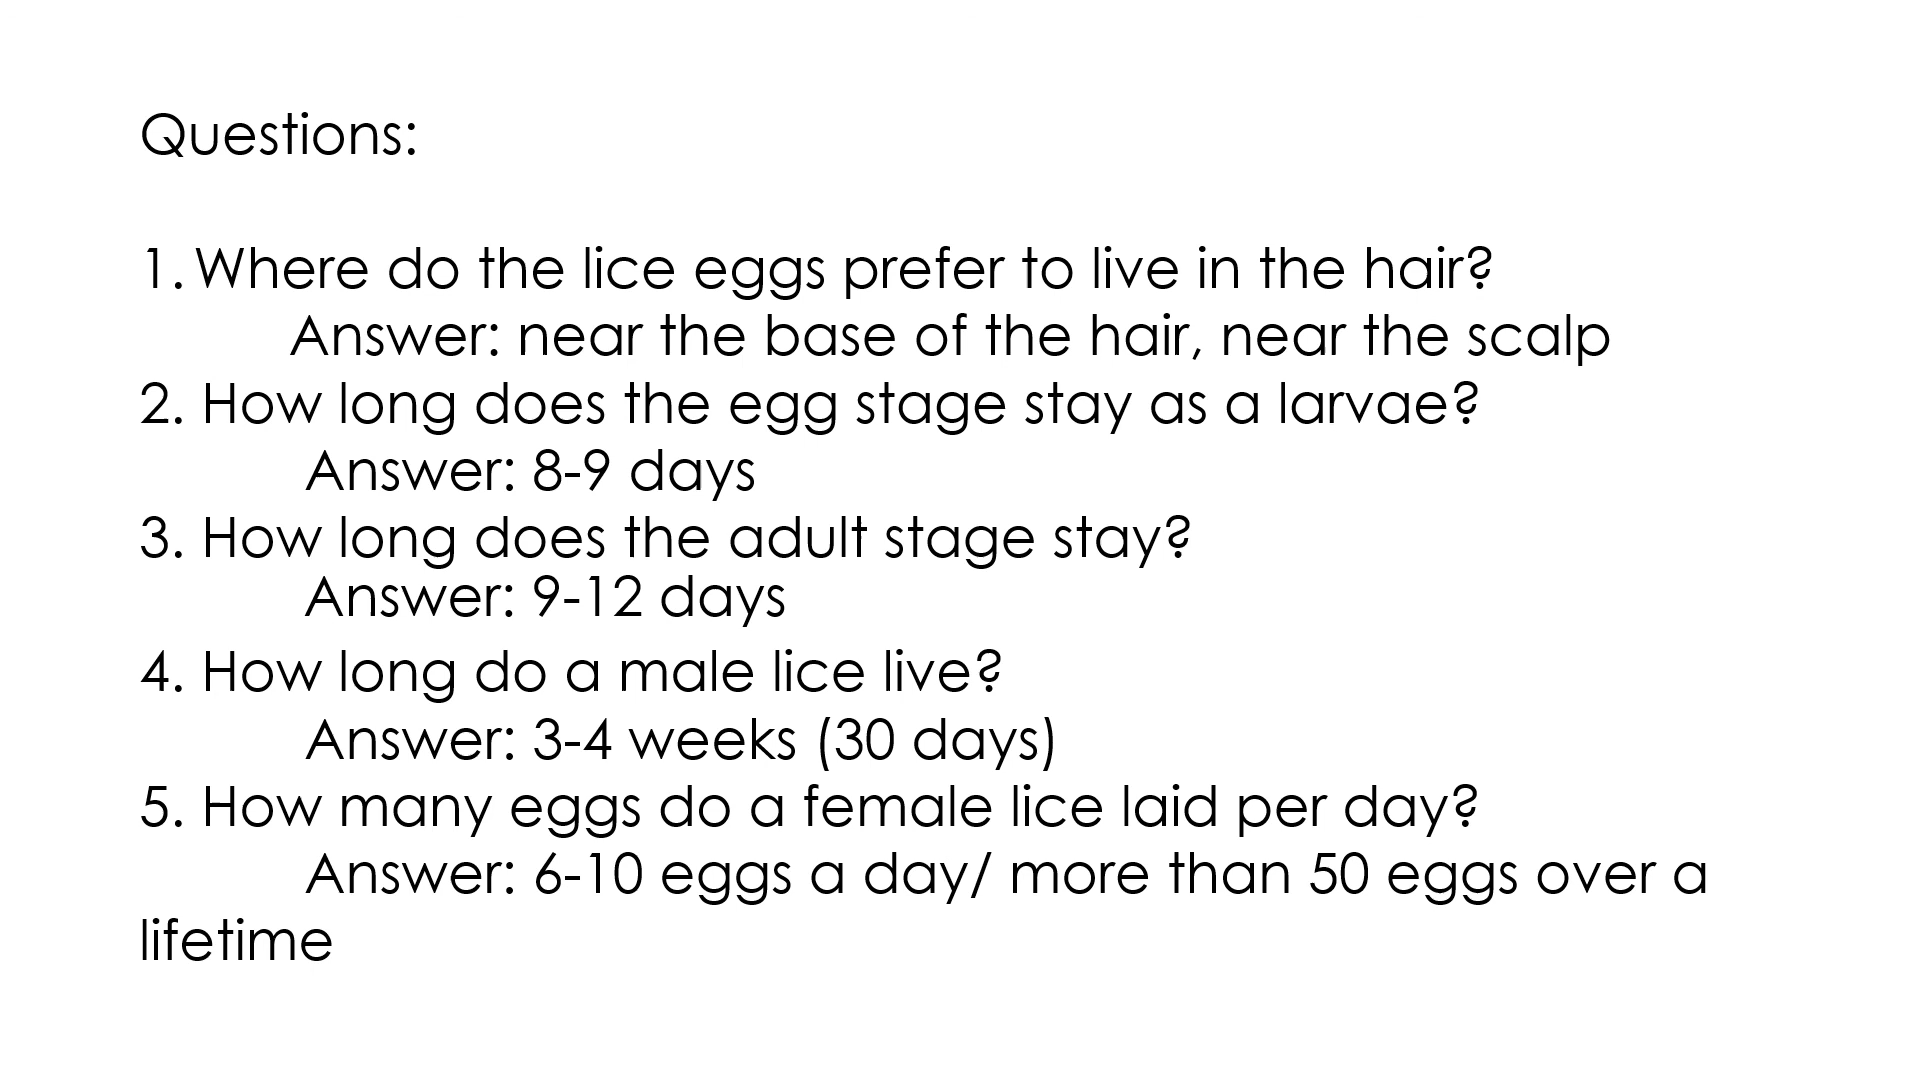 Questions:
1. Where do the lice eggs prefer to live in the hair?
Answer: near the base of the hair, near the scalp
2. How long does the egg stage stay as a larvae?
Answer: 8-9 days
3. How long does the adult stage stay?
Answer: 9-12 days
4. How long do a male lice live?
Answer: 3-4 weeks (30 days)
5. How many eggs do a female lice laid per day?
Answer: 6-10 eggs a day/ more than 50 eggs over a
lifetime